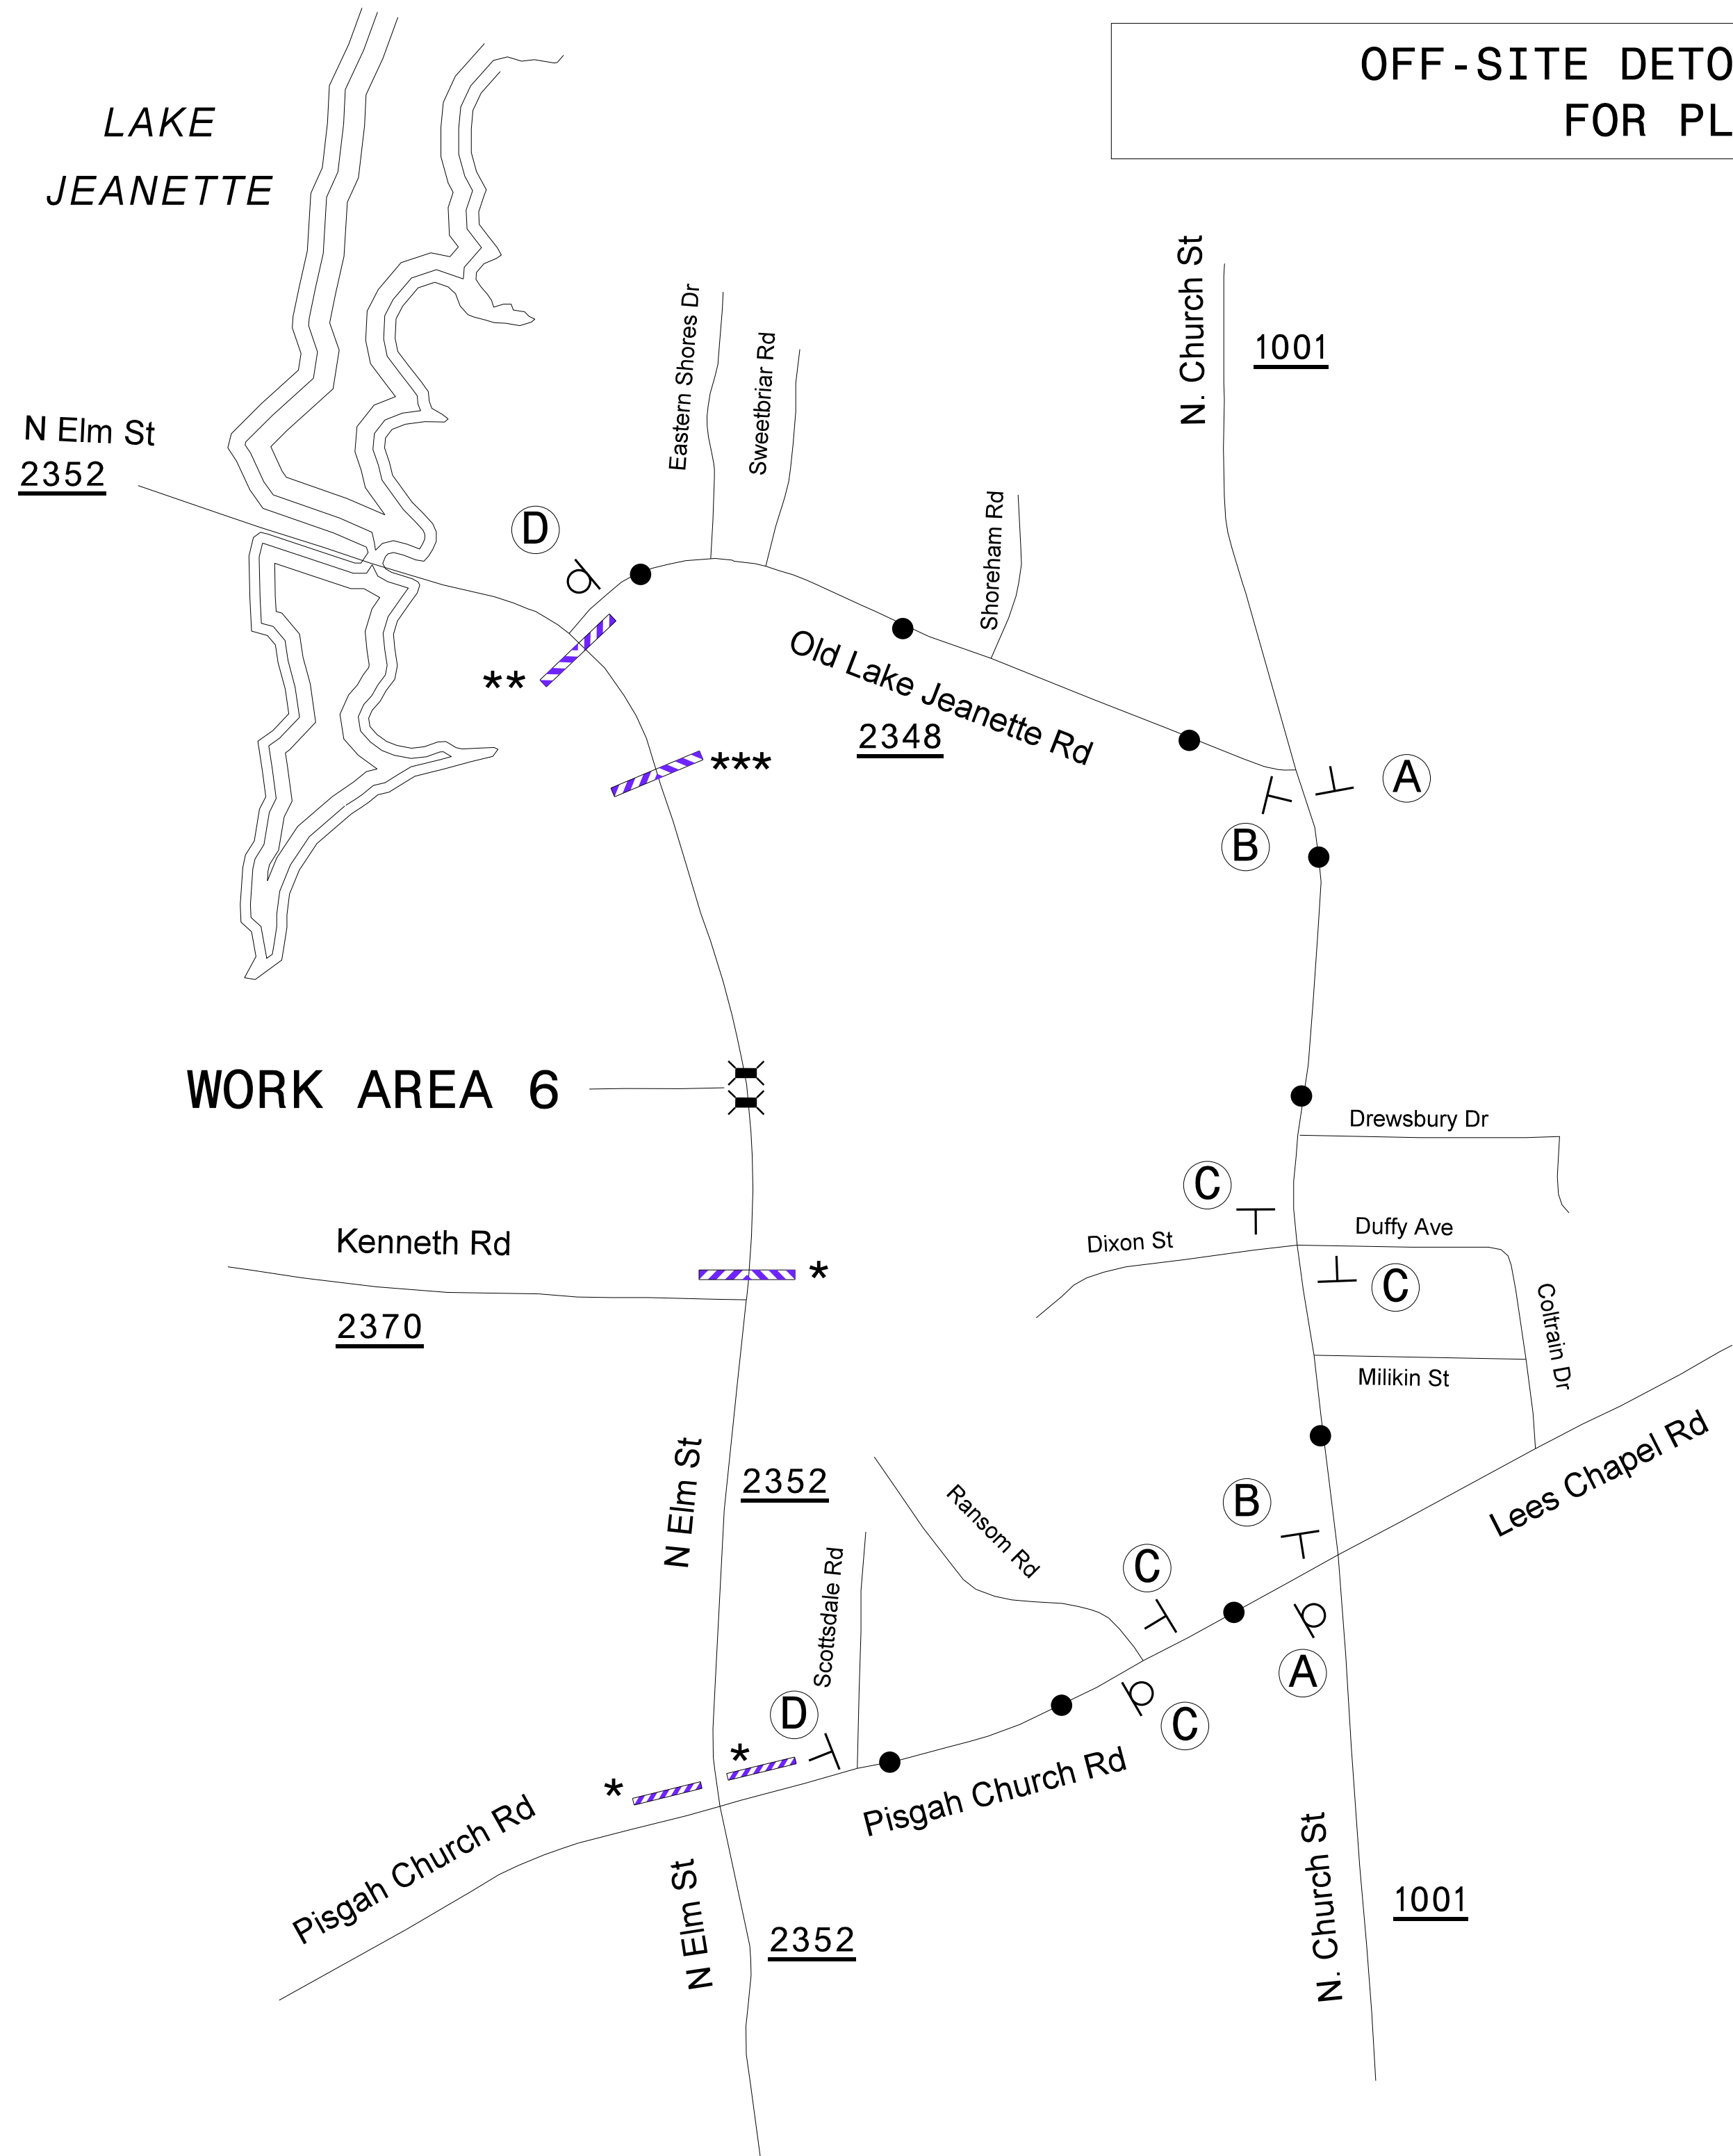 OFF-SITE DETO
FOR PL
LAKE
JEANETTE
N. Church St
1001
Eastern Shores Dr
Sweetbriar Rd
N Elm St
2352
Shoreham Rd
D
**
Old Lake Jeanette Rd
2348
***
A
B
WORK AREA 6
Drewsbury Dr
C
Duffy Ave
Dixon St
Kenneth Rd
*
C
2370
Coltrain Dr
Milikin St
Lees Chapel Rd
N Elm St
2352
Ransom Rd
B
Scottsdale Rd
C
A
D
C
*
*
Pisgah Church Rd
Pisgah Church Rd
N Elm St
2352
N. Church St
1001